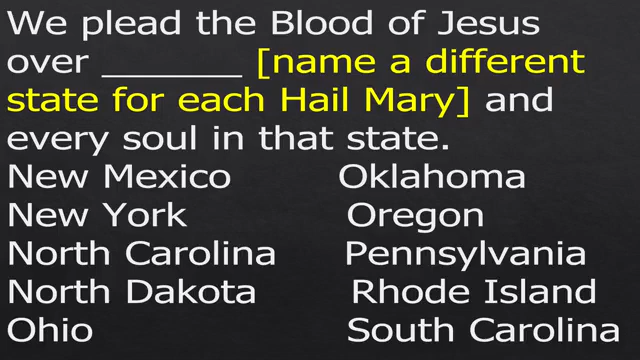 We plead the Blood of Jesus
over _______ [name a different
state for each Hail Mary] and
every soul in that state.
New Mexico Oklahoma
New York Oregon
North Carolina Pennsylvania
North Dakota Rhode Island
Ohio South Carolina